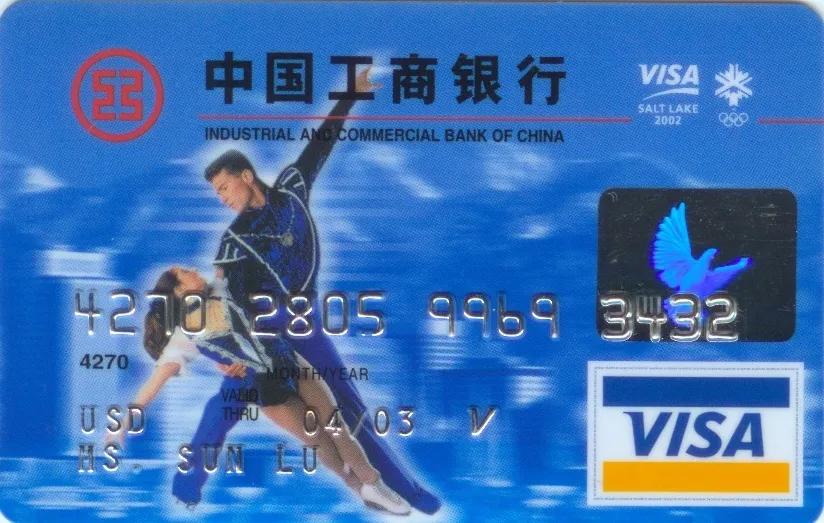 中国工商银行
INDUSTRIAL AND COMMERCIAL BANK OF CHINA
VISA
SALT LAKE
2002
4270 2805 9969 3432
4270
MONTH/YEAR
VALID
THRU
USD 04/03 V
MS. SUN LU
VISA